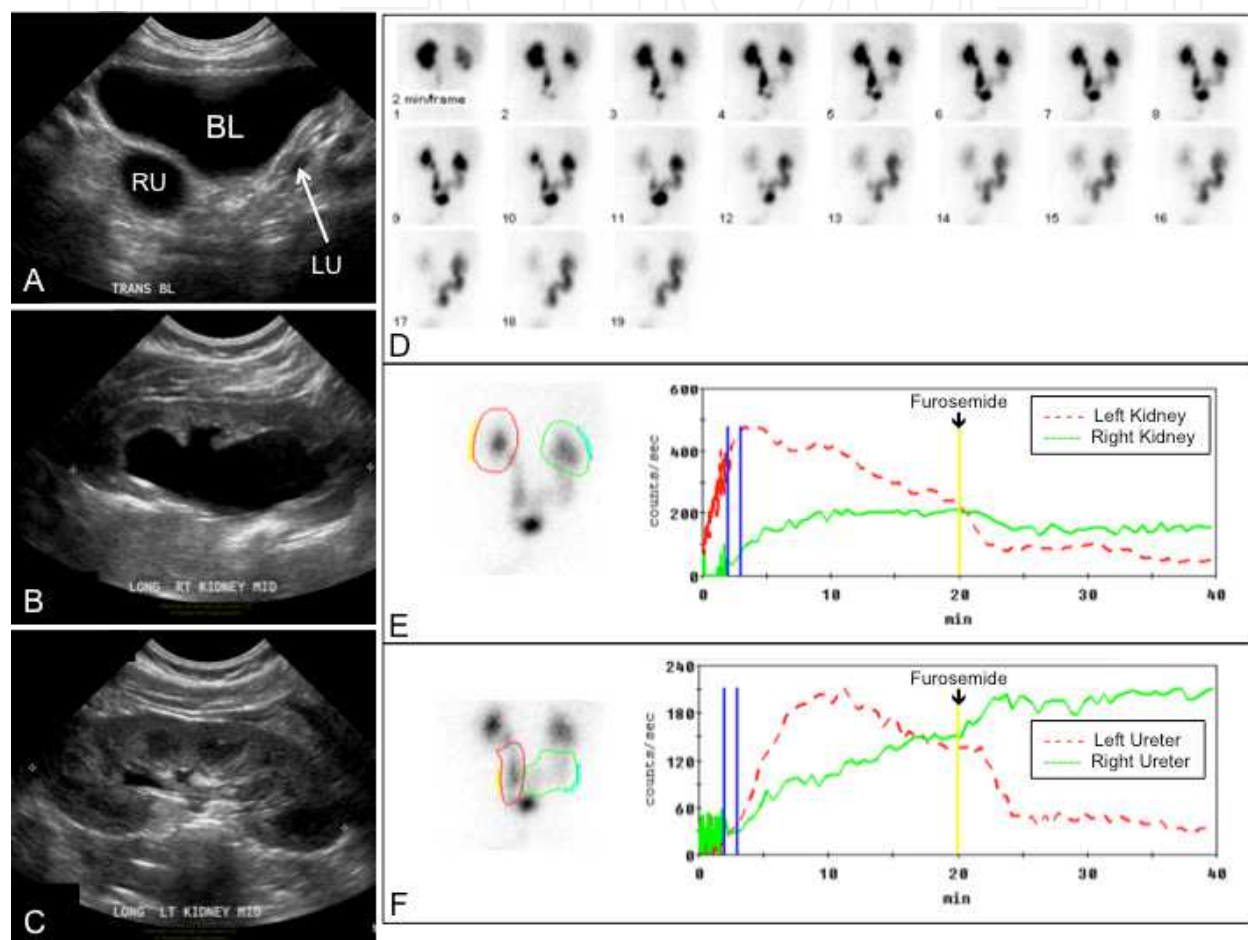 BL
RU
LU
A
TRANS BL
B
LONG RT KIDNEY MID
C
LONG LT KIDNEY MID
2 min/frame
1 2 3 4 5 6 7 8
9 10 11 12 13 14 15 16
17 18 19
D
600
400
200
0
counts/sec
Furosemide
Left Kidney
Right Kidney
0 10 20 30 40
min
E
240
180
120
60
0
counts/sec
Furosemide
Left Ureter
Right Ureter
0 10 20 30 40
min
F